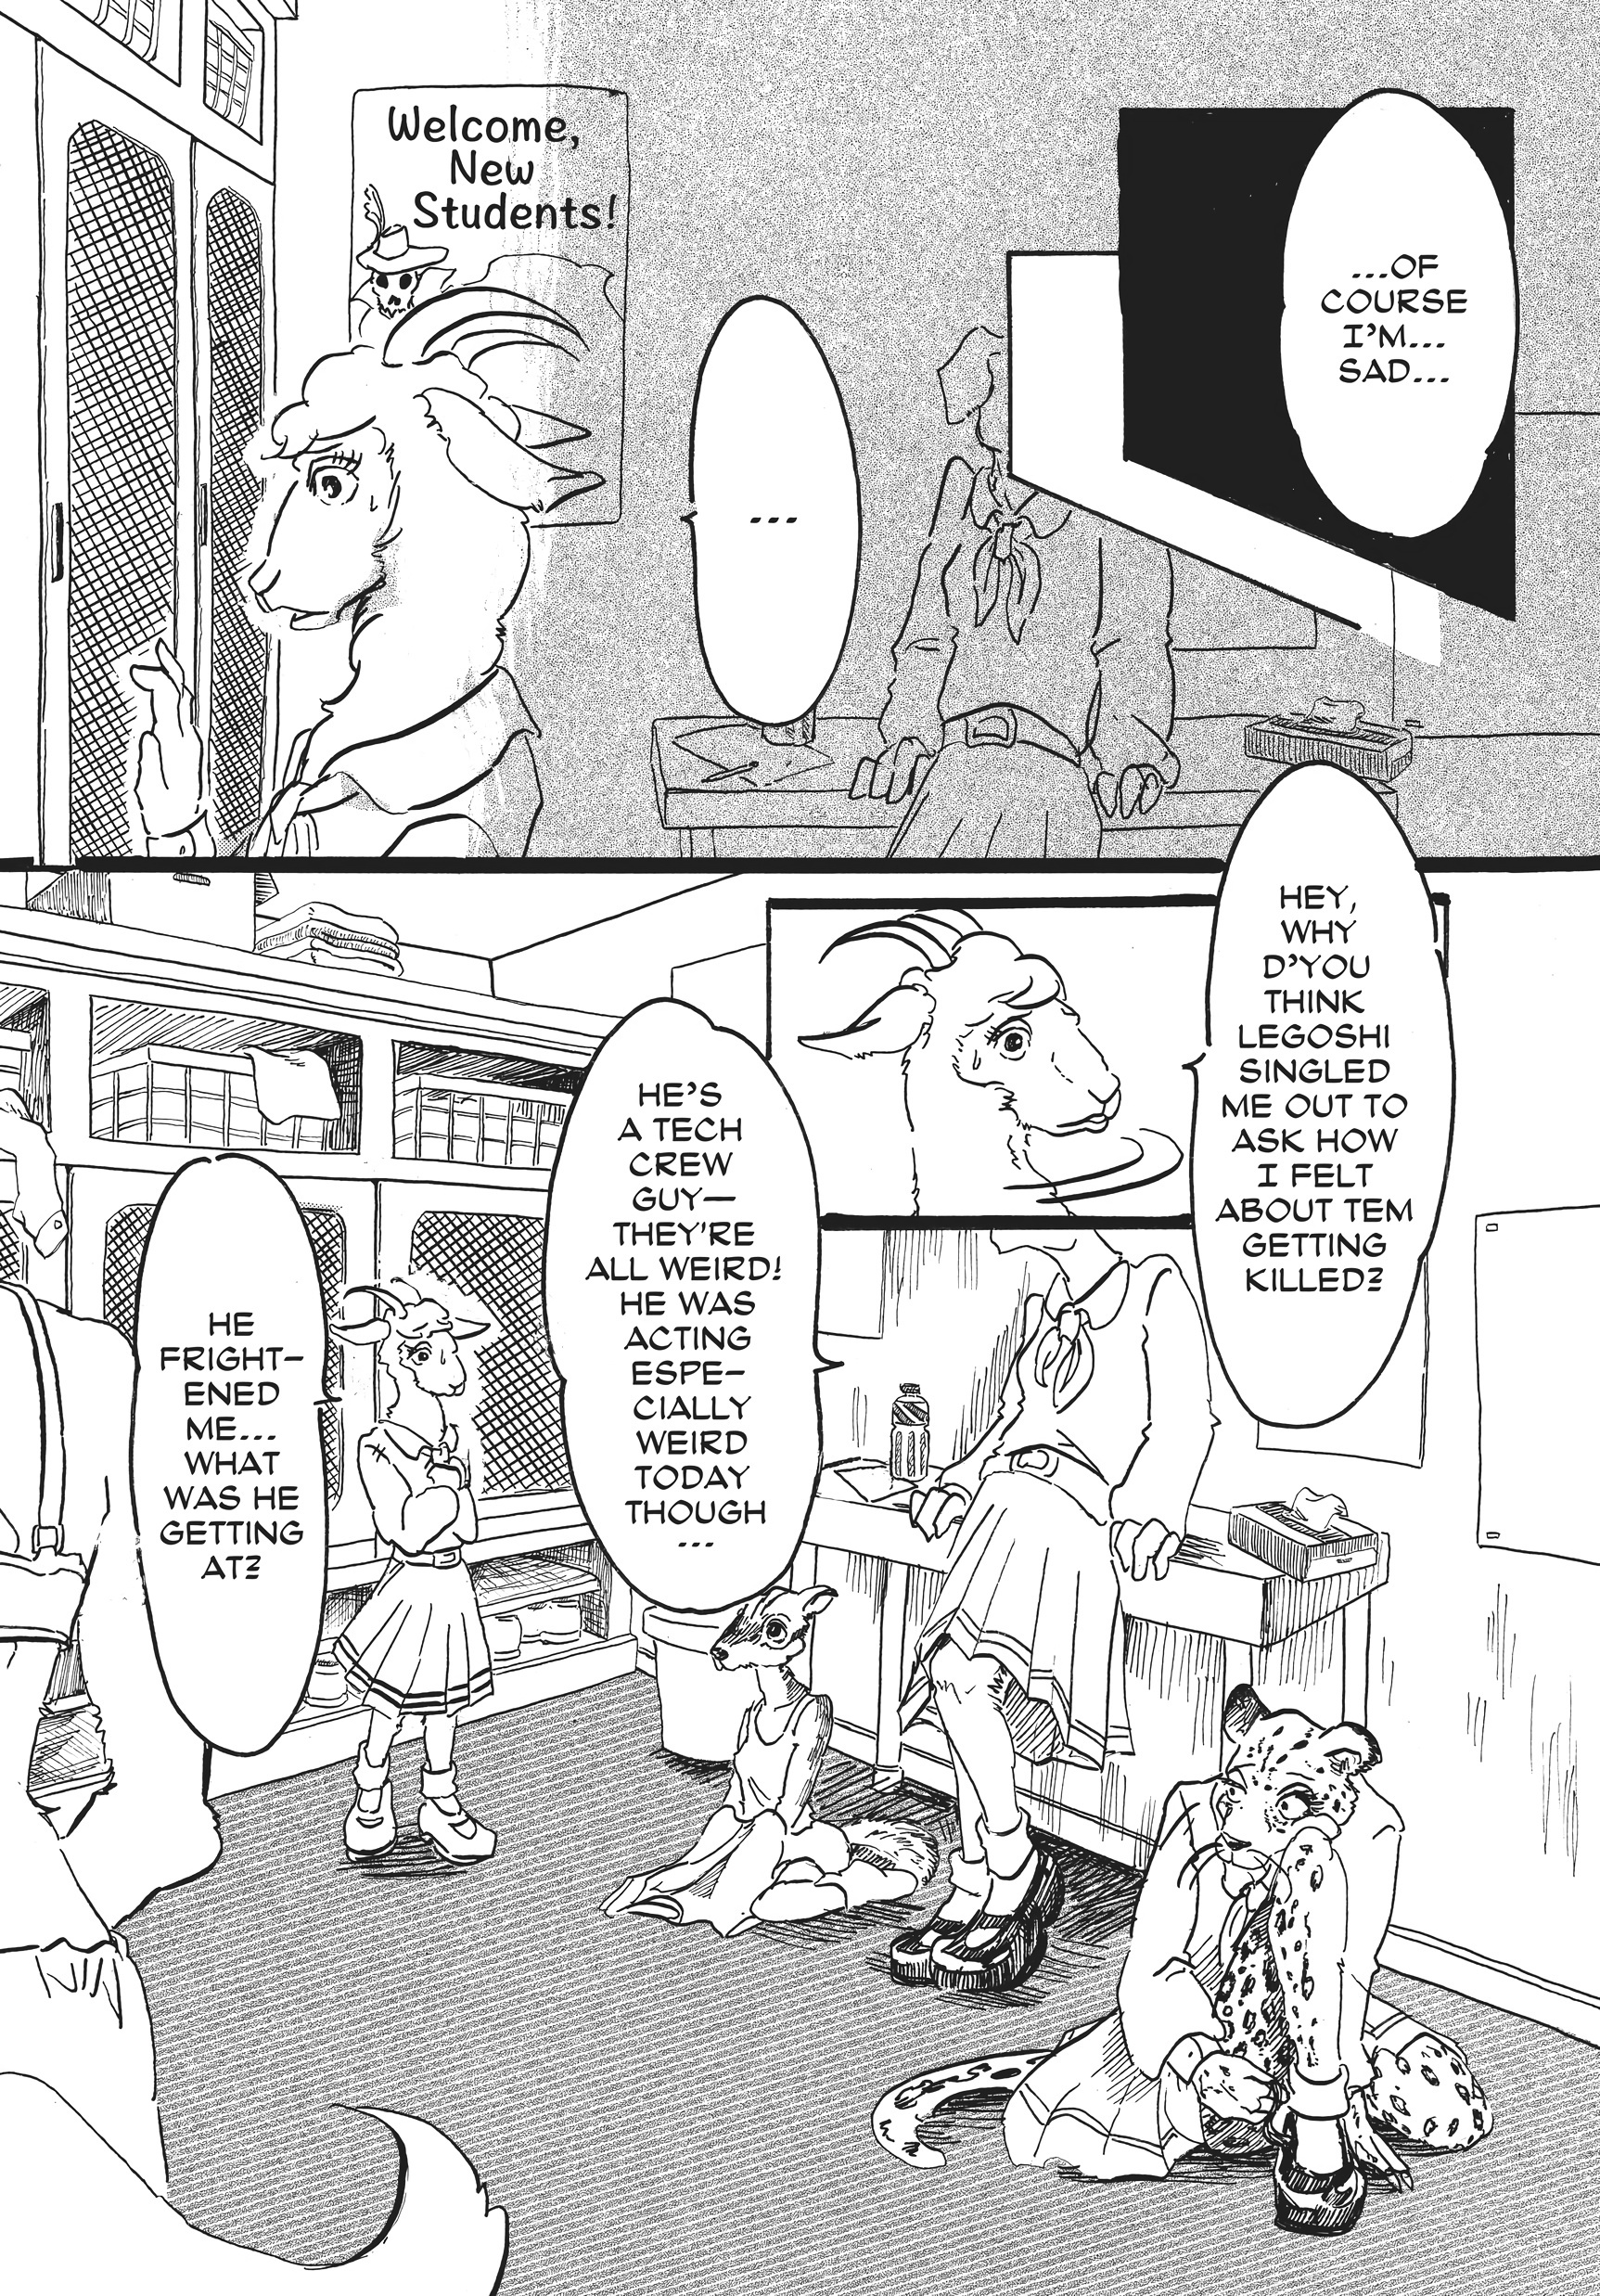 ...OF
COURSE
I'M...
SAD...
...
Welcome,
New
Students!
HEY,
WHY
D'YOU
THINK
LEGOSHI
SINGLED
ME OUT TO
ASK HOW
I FELT
ABOUT TEM
GETTING
KILLED?
HE'S
A TECH
CREW
GUY—
THEY'RE
ALL WEIRD!
HE WAS
ACTING
ESPE-
CIALLY
WEIRD
TODAY
THOUGH
...
HE
FRIGHT-
ENED
ME...
WHAT
WAS HE
GETTING
AT?